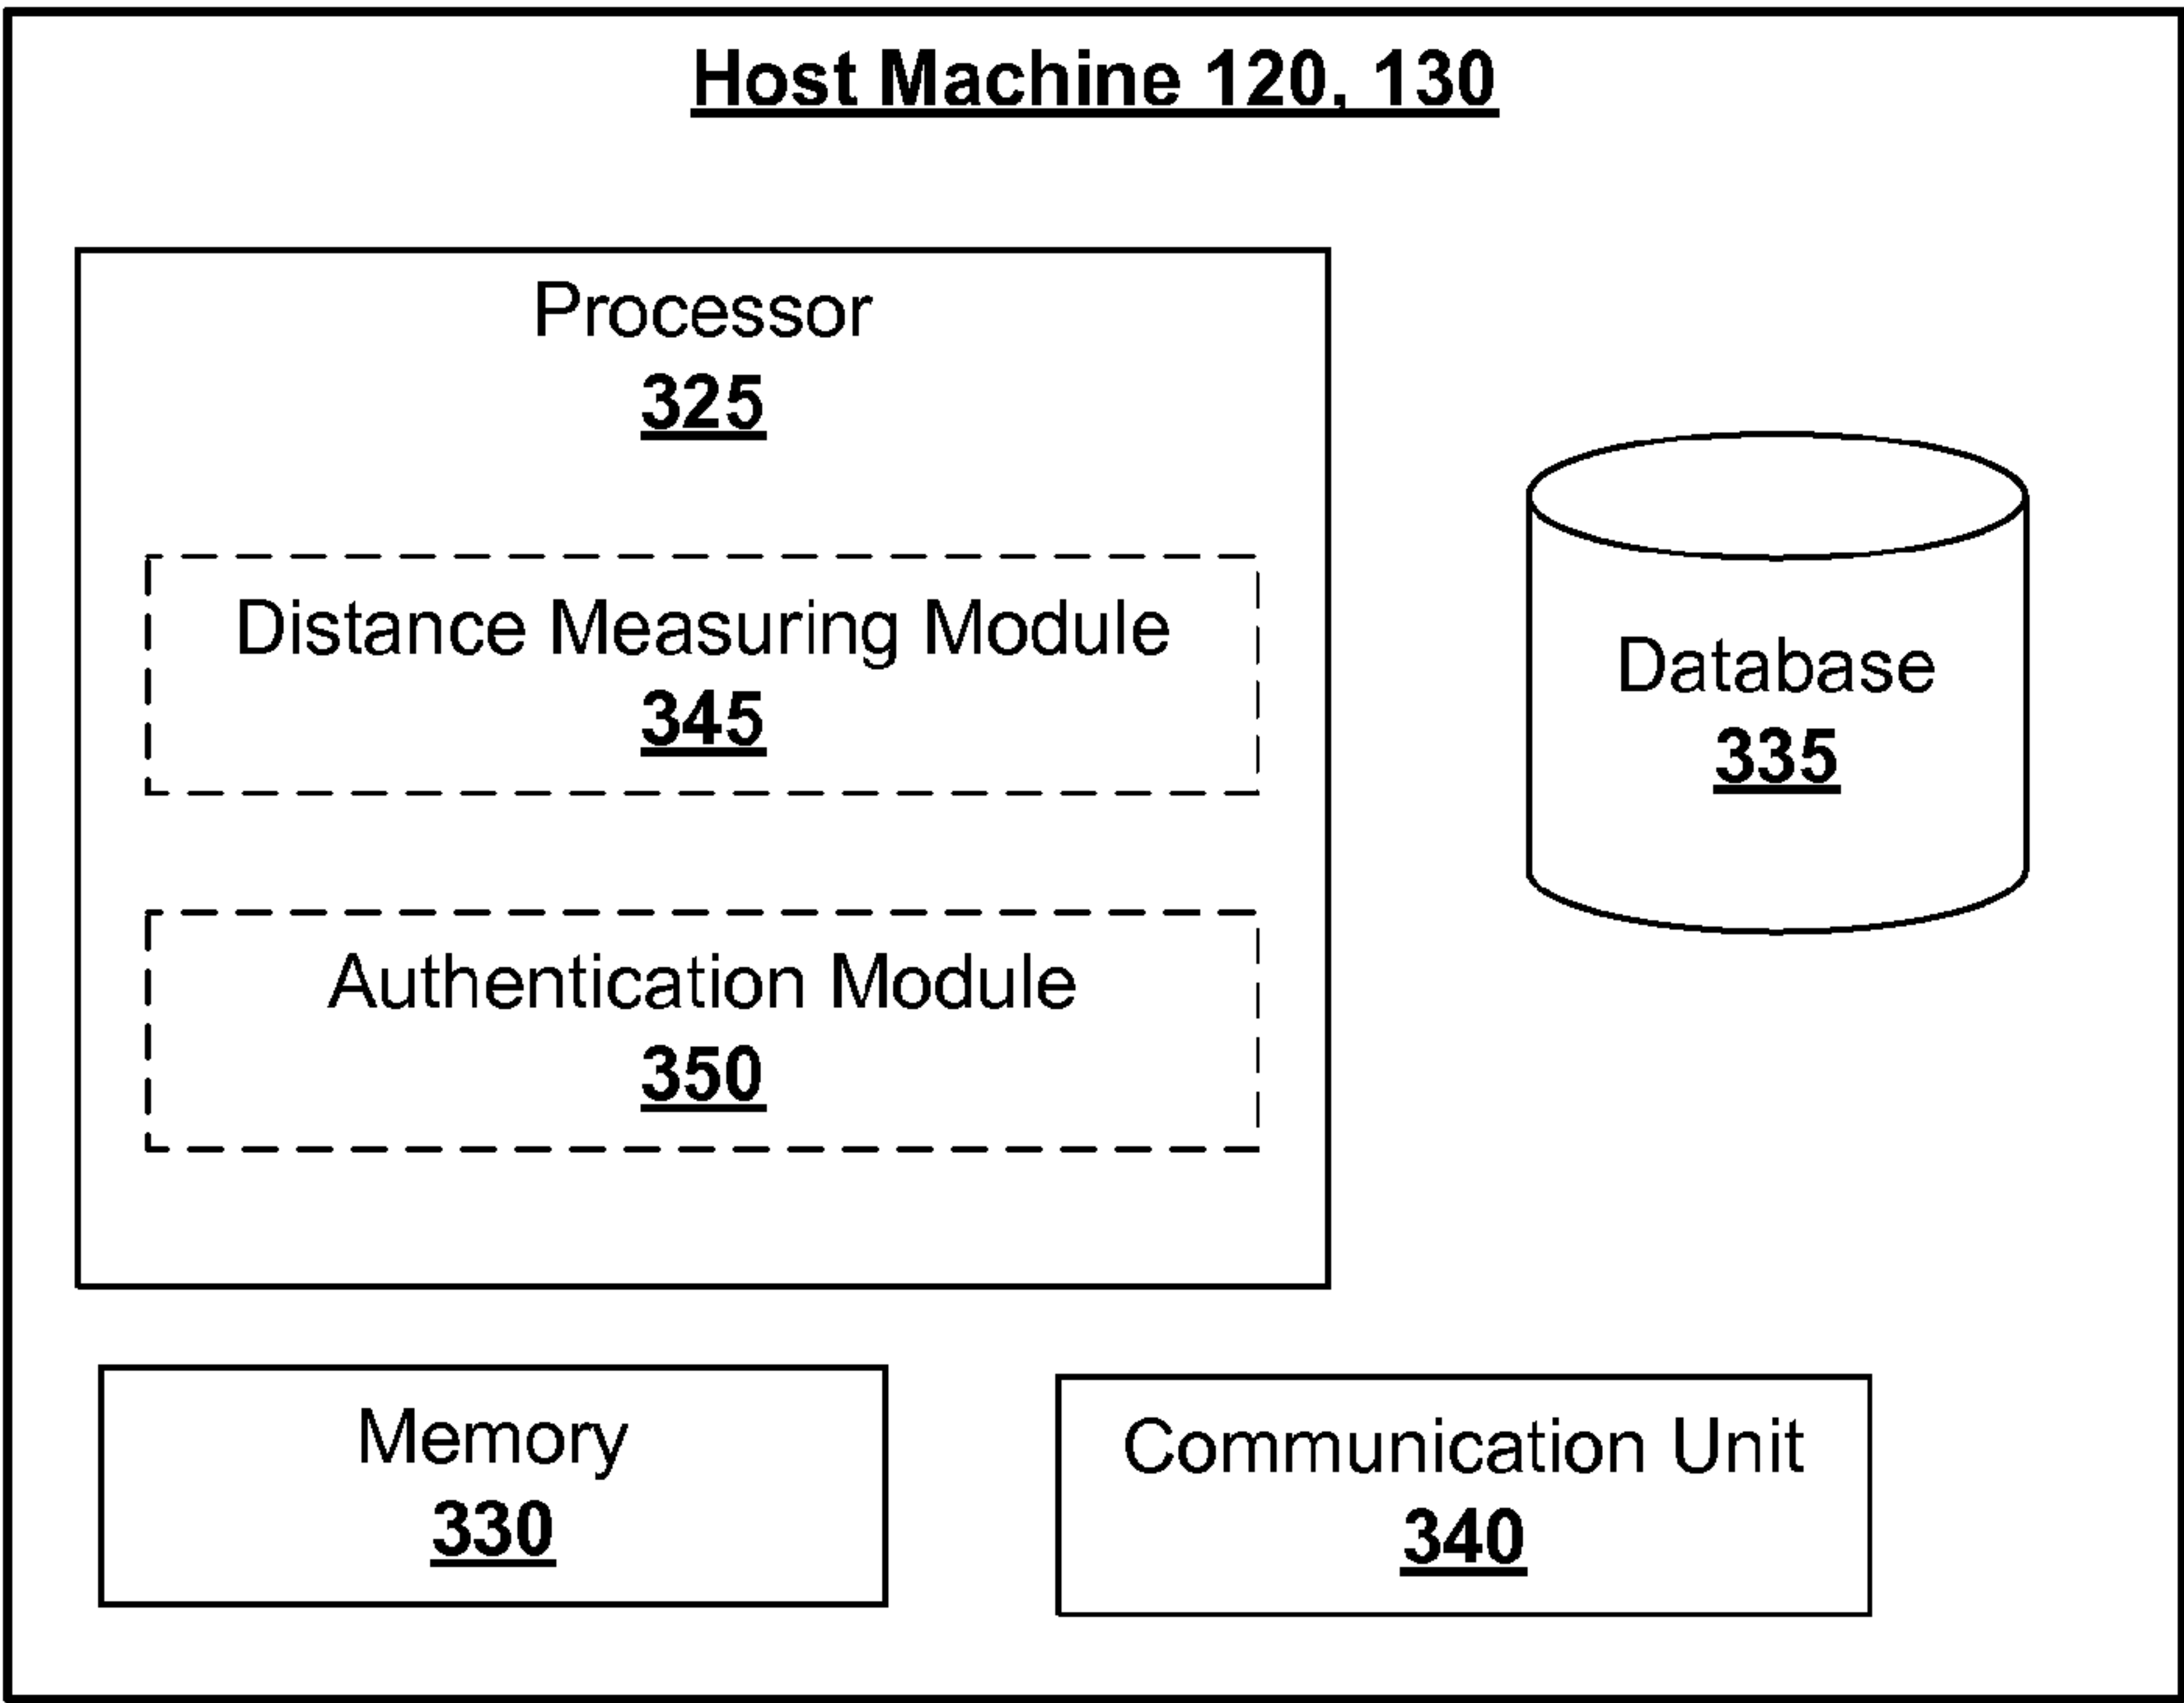 Host Machine 120, 130
Processor
325
Distance Measuring Module
345
Authentication Module
350
Database
335
Memory
330
Communication Unit
340